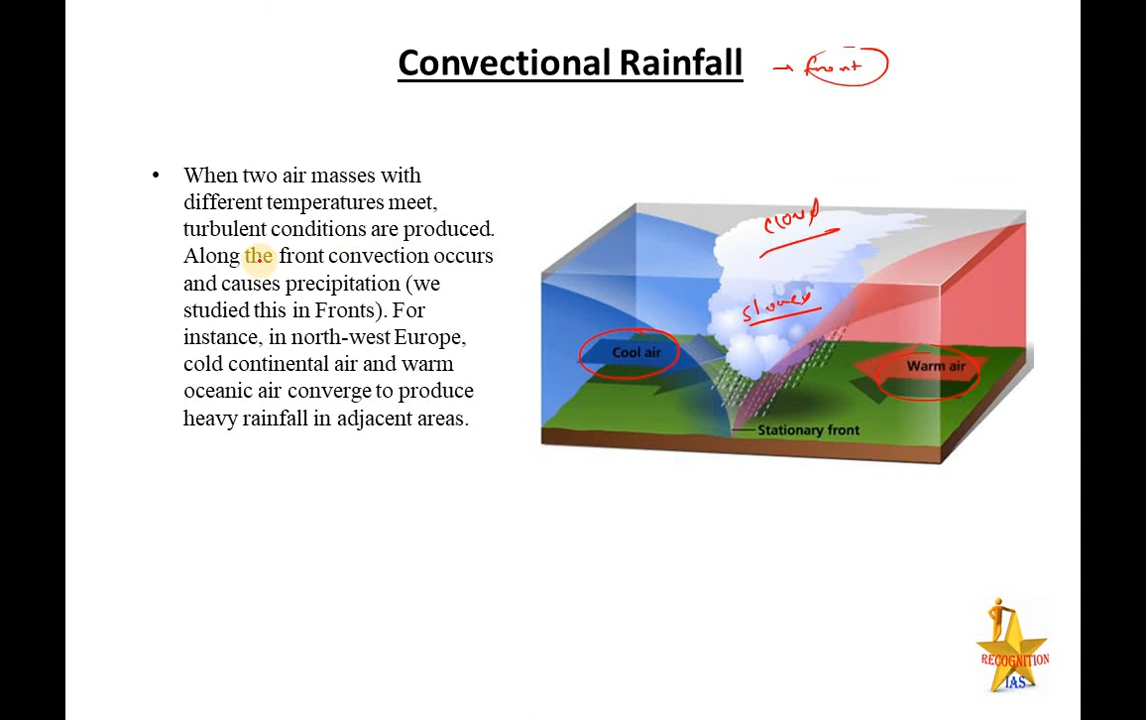 Convectional Rainfall → front
• When two air masses with
different temperatures meet,
turbulent conditions are produced.
Along the front convection occurs
and causes precipitation (we
studied this in Fronts). For
instance, in north-west Europe,
cold continental air and warm
oceanic air converge to produce
heavy rainfall in adjacent areas.
cloud
Cool air
Warm air
Stationary front
RECOGNITION
IAS